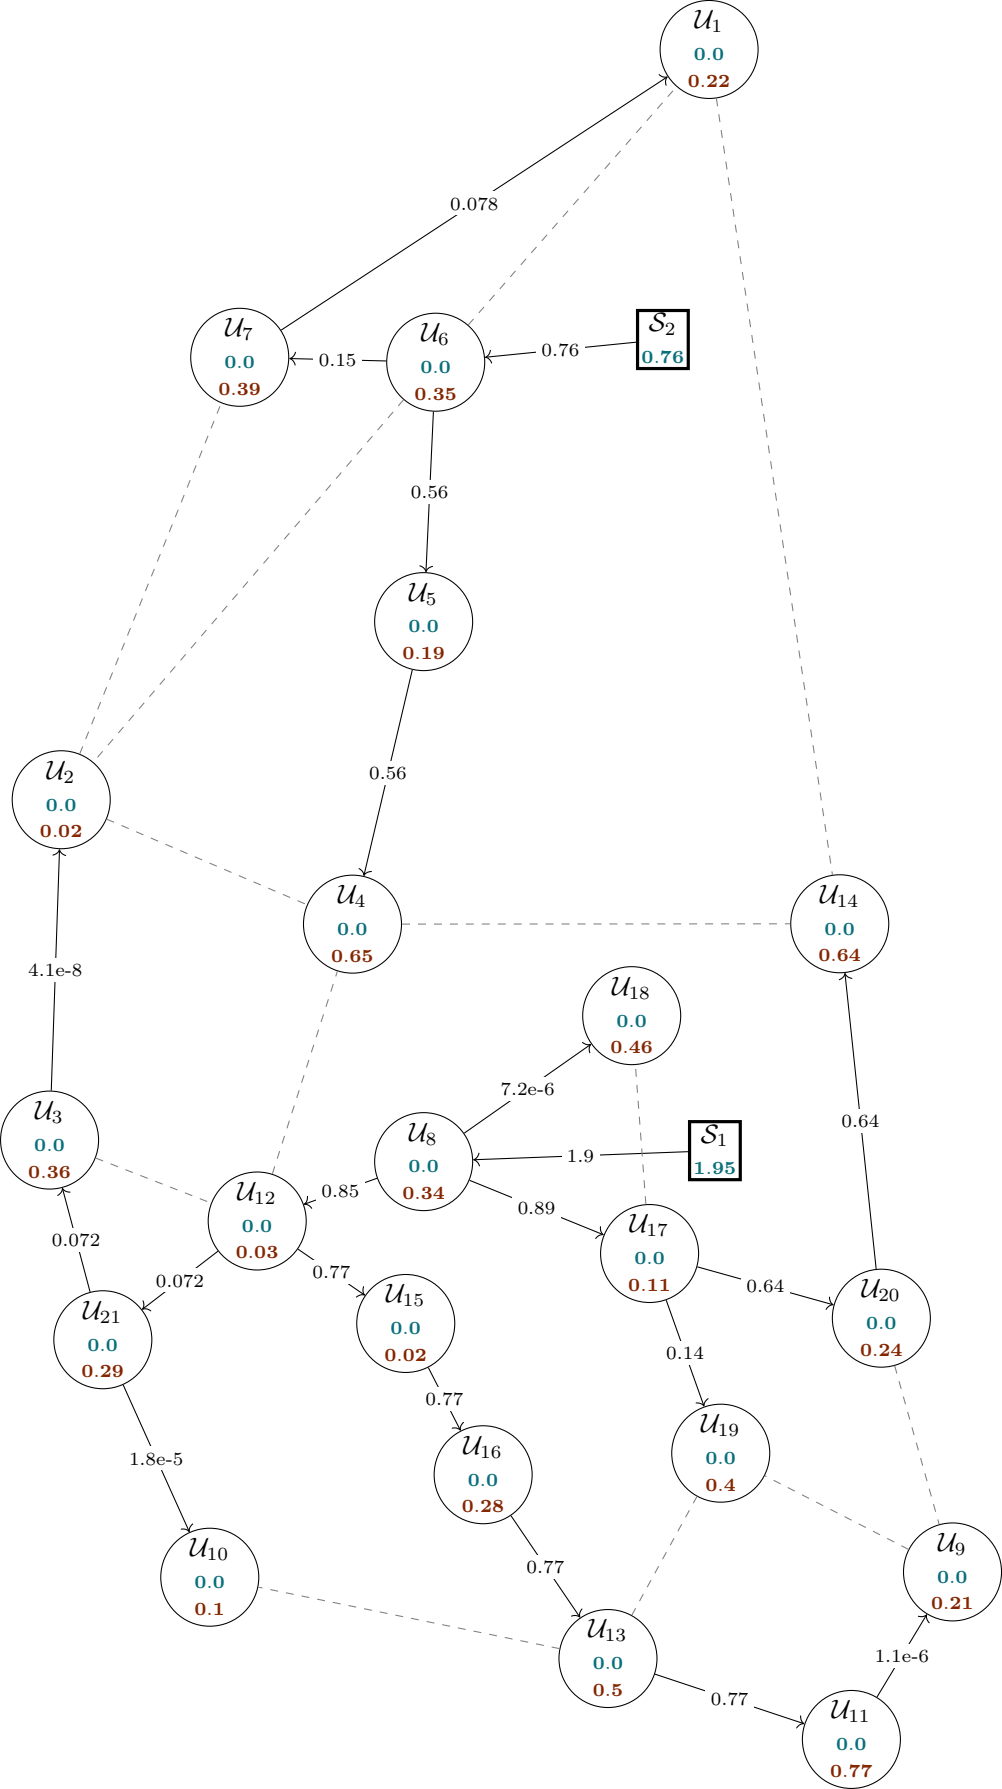 𝒰₁
0.0
0.22
0.078
𝒰₇
0.0
0.39
0.15
𝒰₆
0.0
0.35
0.76
𝒮₂
0.76
0.56
𝒰₅
0.0
0.19
0.56
𝒰₂
0.0
0.02
𝒰₄
0.0
0.65
𝒰₁₄
0.0
0.64
4.1e-8
𝒰₁₈
0.0
0.46
7.2e-6
𝒰₃
0.0
0.36
𝒰₈
0.0
0.34
1.9
𝒮₁
1.95
0.64
𝒰₁₂
0.0
0.03
0.85
0.89
𝒰₁₇
0.0
0.11
0.072
0.072
0.77
0.64
𝒰₂₁
0.0
0.29
𝒰₁₅
0.0
0.02
𝒰₂₀
0.0
0.24
0.14
0.77
1.8e-5
𝒰₁₆
0.0
0.28
𝒰₁₉
0.0
0.4
𝒰₁₀
0.0
0.1
0.77
𝒰₉
0.0
0.21
𝒰₁₃
0.0
0.5
0.77
1.1e-6
𝒰₁₁
0.0
0.77